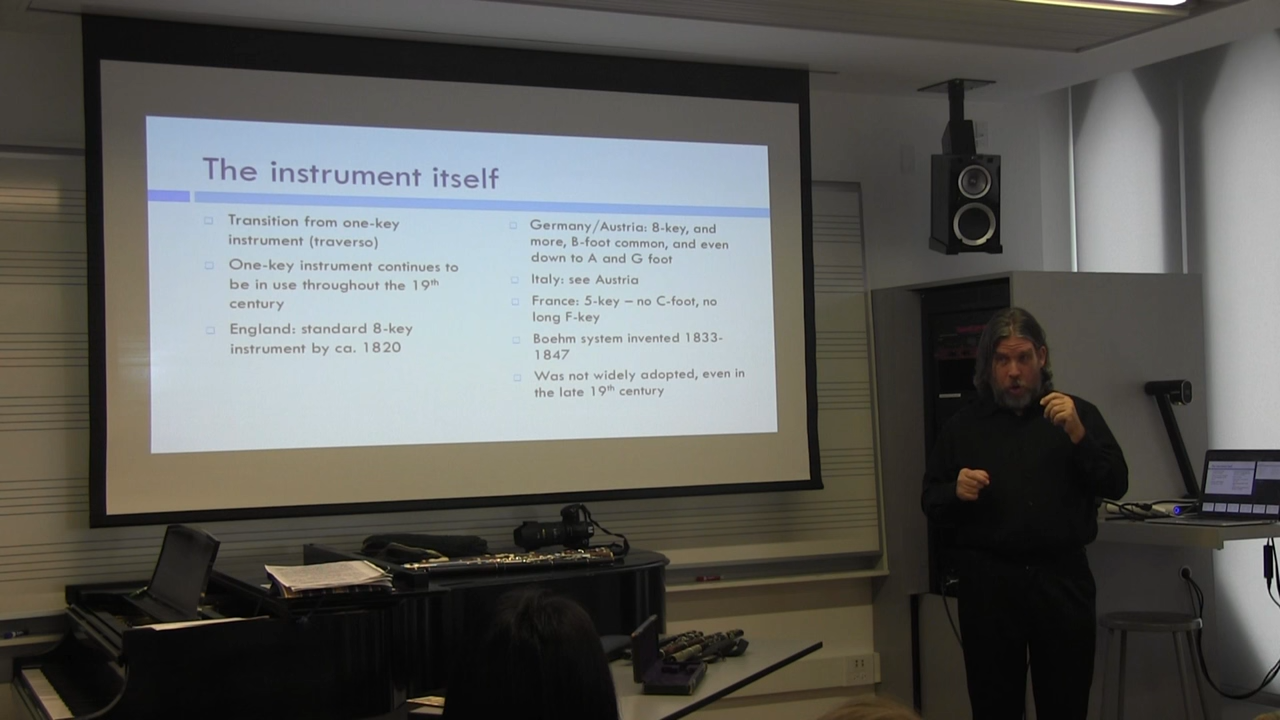 The instrument itself
Transition from one-key
instrument (traverso)
One-key instrument continues to
be in use throughout the 19th
century
England: standard 8-key
instrument by ca. 1820
Germany/Austria: 8-key, and
more, B-foot common, and even
down to A and G foot
Italy: see Austria
France: 5-key – no C-foot, no
long F-key
Boehm system invented 1833-
1847
Was not widely adopted, even in
the late 19th century